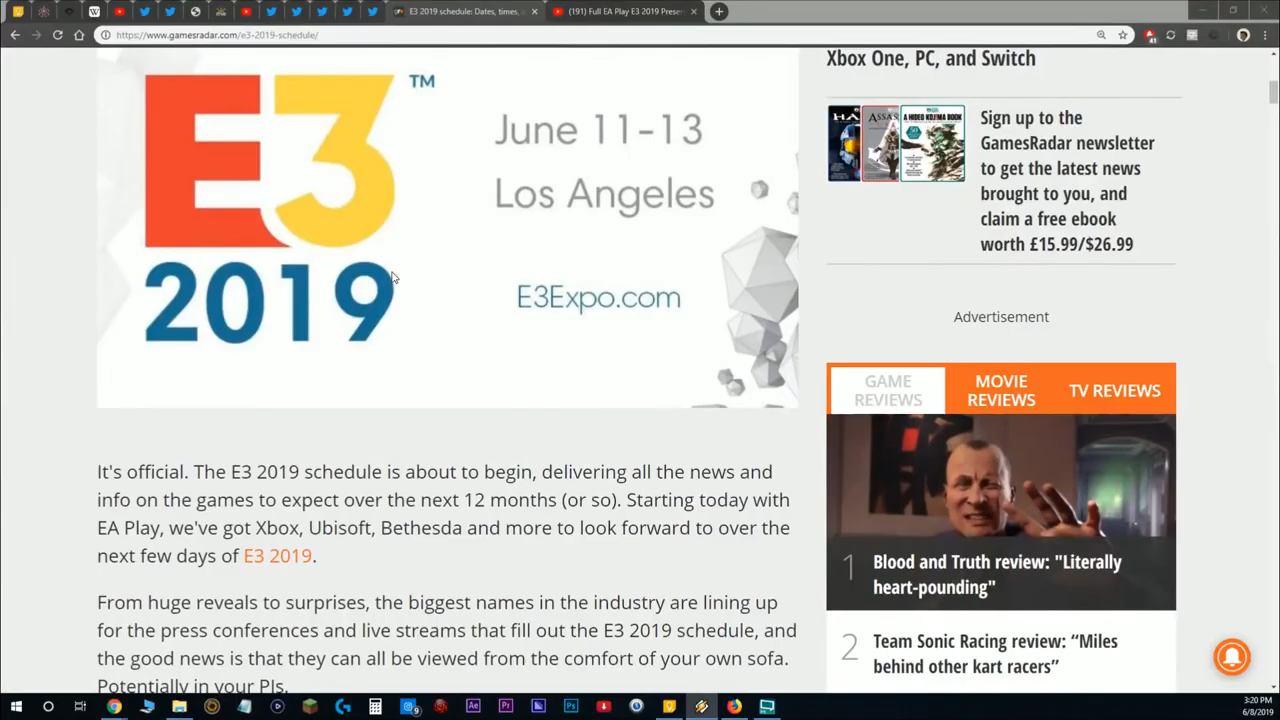 E3 2019 schedule: Dates, times, a
(191) Full EA Play E3 2019 Prese
https://www.gamesradar.com/e3-2019-schedule/
E3
TM
2019
June 11-13
Los Angeles
E3Expo.com
It's official. The E3 2019 schedule is about to begin, delivering all the news and
info on the games to expect over the next 12 months (or so). Starting today with
EA Play, we've got Xbox, Ubisoft, Bethesda and more to look forward to over the
next few days of E3 2019.
From huge reveals to surprises, the biggest names in the industry are lining up
for the press conferences and live streams that fill out the E3 2019 schedule, and
the good news is that they can all be viewed from the comfort of your own sofa.
Potentially in your PJs.
Xbox One, PC, and Switch
A HIDEO KOJIMA BOOK
Sign up to the
GamesRadar newsletter
to get the latest news
brought to you, and
claim a free ebook
worth £15.99/$26.99
Advertisement
GAME
REVIEWS
MOVIE
REVIEWS
TV REVIEWS
1
Blood and Truth review: "Literally
heart-pounding"
2
Team Sonic Racing review: “Miles
behind other kart racers”
3:20 PM
6/8/2019